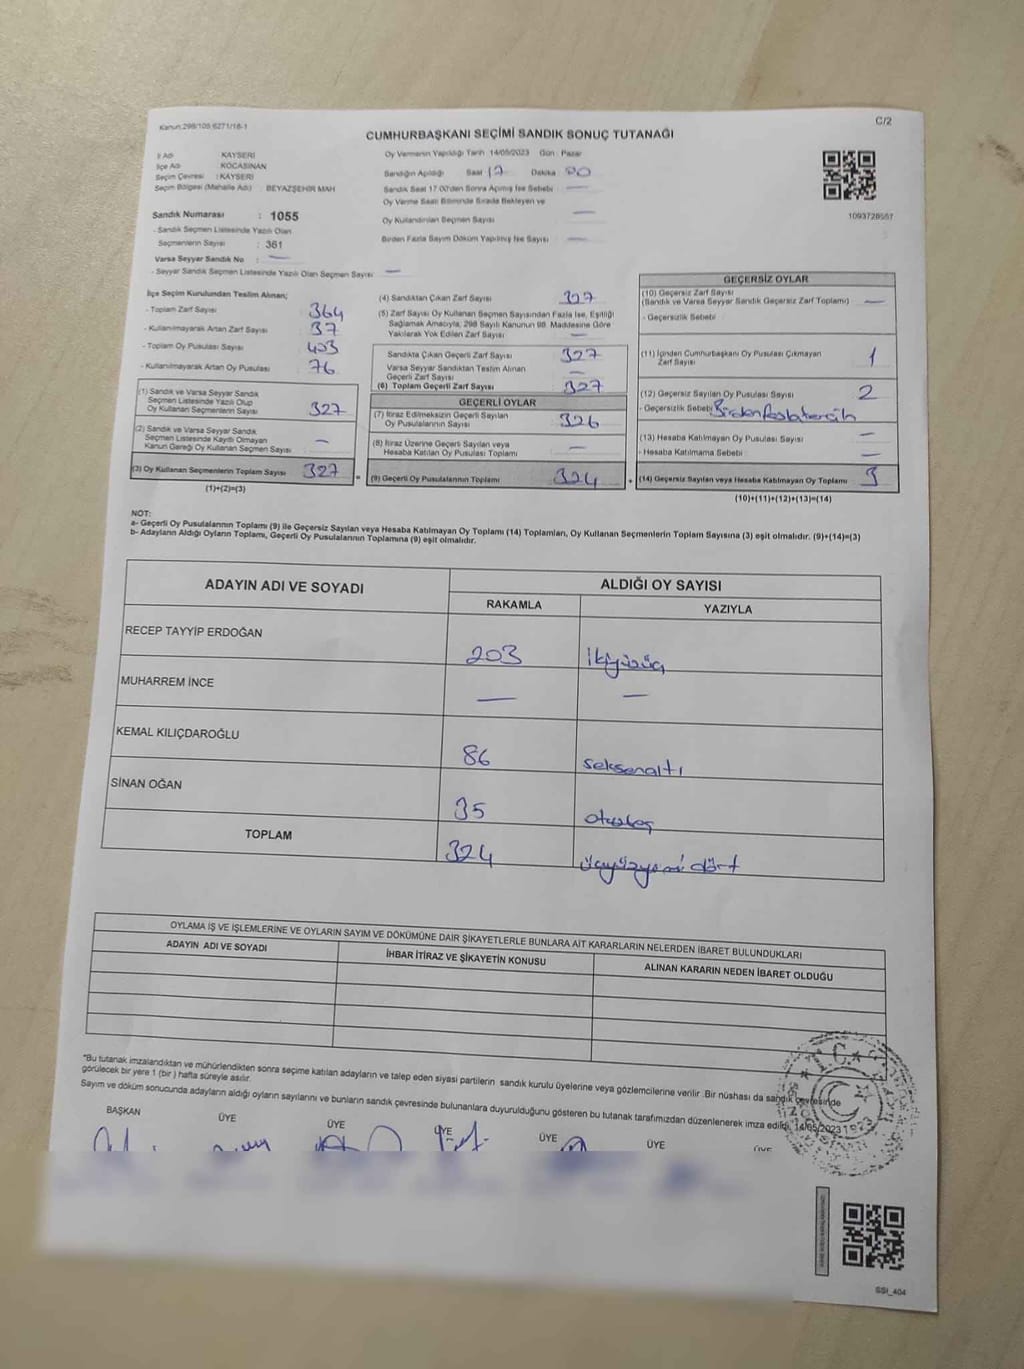 Kanun:298/105.6271/16-1
C/2
CUMHURBAŞKANI SEÇİMİ SANDIK SONUÇ TUTANAĞI
İl Adı KAYSERİ
İlçe Adı KOCASİNAN
Seçim Çevresi : KAYSERİ
Seçim Bölgesi (Mahalle Adı) : BEYAZŞEHİR MAH
Sandık Numarası : 1055
- Sandık Seçmen Listesinde Yazılı Olan
Seçmenlerin Sayısı : 361
Varsa Seyyar Sandık No : —
- Seyyar Sandık Seçmen Listesinde Yazılı Olan Seçmen Sayısı —
Oy Vermenin Yapıldığı Tarih 14/05/2023 Gün : Pazar
Sandığın Açıldığı Saat 17 Dakika
Sandık Saat 17.00'den Sonra Açılmış İse Sebebi —
Oy Verme Saati Bitiminde Sırada Bekleyen ve
Oy Kullandırılan Seçmen Sayısı —
Birden Fazla Sayım Döküm Yapılmış İse Sayısı —
1093728557
İlçe Seçim Kurulundan Teslim Alınan;
- Toplam Zarf Sayısı 364
- Kullanılmayarak Artan Zarf Sayısı 37
- Toplam Oy Pusulası Sayısı 403
- Kullanılmayarak Artan Oy Pusulası 76
(1) Sandık ve Varsa Seyyar Sandık
Seçmen Listesinde Yazılı Olup
Oy Kullanan Seçmenlerin Sayısı 327
(2) Sandık ve Varsa Seyyar Sandık
Seçmen Listesinde Kayıtlı Olmayan
Kanun Gereği Oy Kullanan Seçmen Sayısı —
(3) Oy Kullanan Seçmenlerin Toplam Sayısı 327
(1)+(2)=(3)
(4) Sandıktan Çıkan Zarf Sayısı 327
(5) Zarf Sayısı Oy Kullanan Seçmen Sayısından Fazla İse, Eşitliği
Sağlamak Amacıyla, 298 Sayılı Kanunun 98. Maddesine Göre
Yakılarak Yok Edilen Zarf Sayısı —
Sandıkta Çıkan Geçerli Zarf Sayısı 327
Varsa Seyyar Sandıktan Teslim Alınan
Geçerli Zarf Sayısı —
(6) Toplam Geçerli Zarf Sayısı 327
GEÇERLİ OYLAR
(7) İtiraz Edilmeksizin Geçerli Sayılan
Oy Pusulalarının Sayısı 326
(8) İtiraz Üzerine Geçerli Sayılan veya
Hesaba Katılan Oy Pusulası Toplamı —
(9) Geçerli Oy Pusulalarının Toplamı 324
GEÇERSİZ OYLAR
(10) Geçersiz Zarf Sayısı
(Sandık ve Varsa Seyyar Sandık Geçersiz Zarf Toplamı) —
- Geçersizlik Sebebi
(11) İçinden Cumhurbaşkanı Oy Pusulası Çıkmayan
Zarf Sayısı 1
(12) Geçersiz Sayılan Oy Pusulası Sayısı 2
- Geçersizlik Sebebi Birden fazla tercih
(13) Hesaba Katılmayan Oy Pusulası Sayısı —
- Hesaba Katılmama Sebebi —
(14) Geçersiz Sayılan veya Hesaba Katılmayan Oy Toplamı 3
(10)+(11)+(12)+(13)=(14)
NOT:
a- Geçerli Oy Pusulalarının Toplamı (9) ile Geçersiz Sayılan veya Hesaba Katılmayan Oy Toplamı (14) Toplamları, Oy Kullanan Seçmenlerin Toplam Sayısına (3) eşit olmalıdır. (9)+(14)=(3)
b- Adayların Aldığı Oyların Toplamı, Geçerli Oy Pusulalarının Toplamına (9) eşit olmalıdır.
ADAYIN ADI VE SOYADI ALDIĞI OY SAYISI
RAKAMLA YAZIYLA
RECEP TAYYİP ERDOĞAN 203 ikiyüzüç
MUHARREM İNCE — —
KEMAL KILIÇDAROĞLU 86 seksenaltı
SİNAN OĞAN 35 otuzbeş
TOPLAM 324 üçyüzyirmi dört
OYLAMA İŞ VE İŞLEMLERİNE VE OYLARIN SAYIM VE DÖKÜMÜNE DAİR ŞİKAYETLERLE BUNLARA AİT KARARLARIN NELERDEN İBARET BULUNDUKLARI
ADAYIN ADI VE SOYADI İHBAR İTİRAZ VE ŞİKAYETİN KONUSU ALINAN KARARIN NEDEN İBARET OLDUĞU
*Bu tutanak imzalandıktan ve mühürlendikten sonra seçime katılan adayların ve talep eden siyasi partilerin sandık kurulu üyelerine veya gözlemcilerine verilir .Bir nüshası da sandık çevresinde
görülecek bir yere 1 (bir ) hafta süreyle asılır.
Sayım ve döküm sonucunda adayların aldığı oyların sayılarını ve bunların sandık çevresinde bulunanlara duyurulduğunu gösteren bu tutanak tarafımızdan düzenlenerek imza edildi. 14/05/2023
BAŞKAN ÜYE ÜYE ÜYE ÜYE ÜYE ÜYE
SSI_404